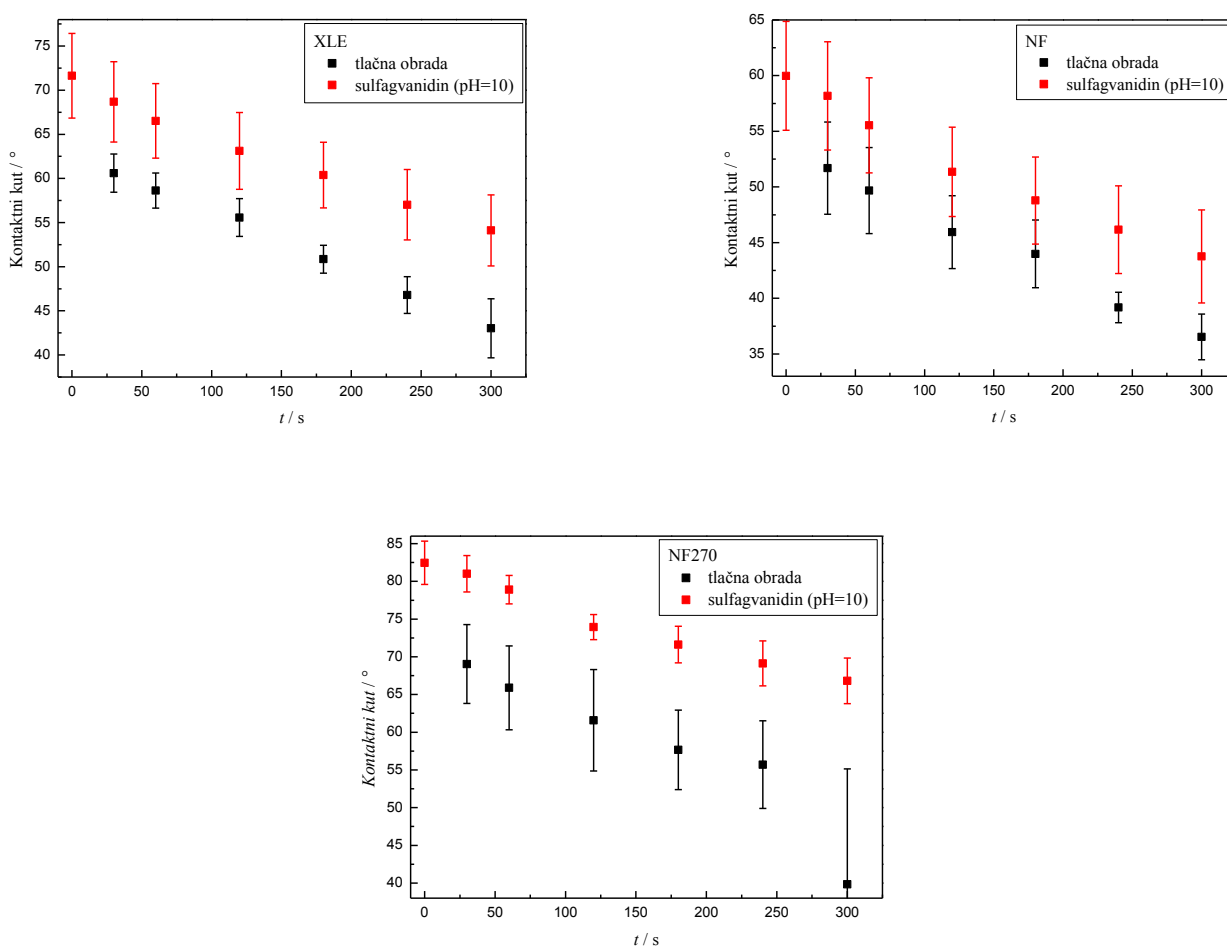 XLE
tlačna obrada
sulfagvanidin (pH=10)
75
70
65
60
55
50
45
40
Kontaktni kut / °
0 50 100 150 200 250 300
t / s
NF
tlačna obrada
sulfagvanidin (pH=10)
65
60
55
50
45
40
35
Kontaktni kut / °
0 50 100 150 200 250 300
t / s
NF270
tlačna obrada
sulfagvanidin (pH=10)
85
80
75
70
65
60
55
50
45
40
Kontaktni kut / °
0 50 100 150 200 250 300
t / s